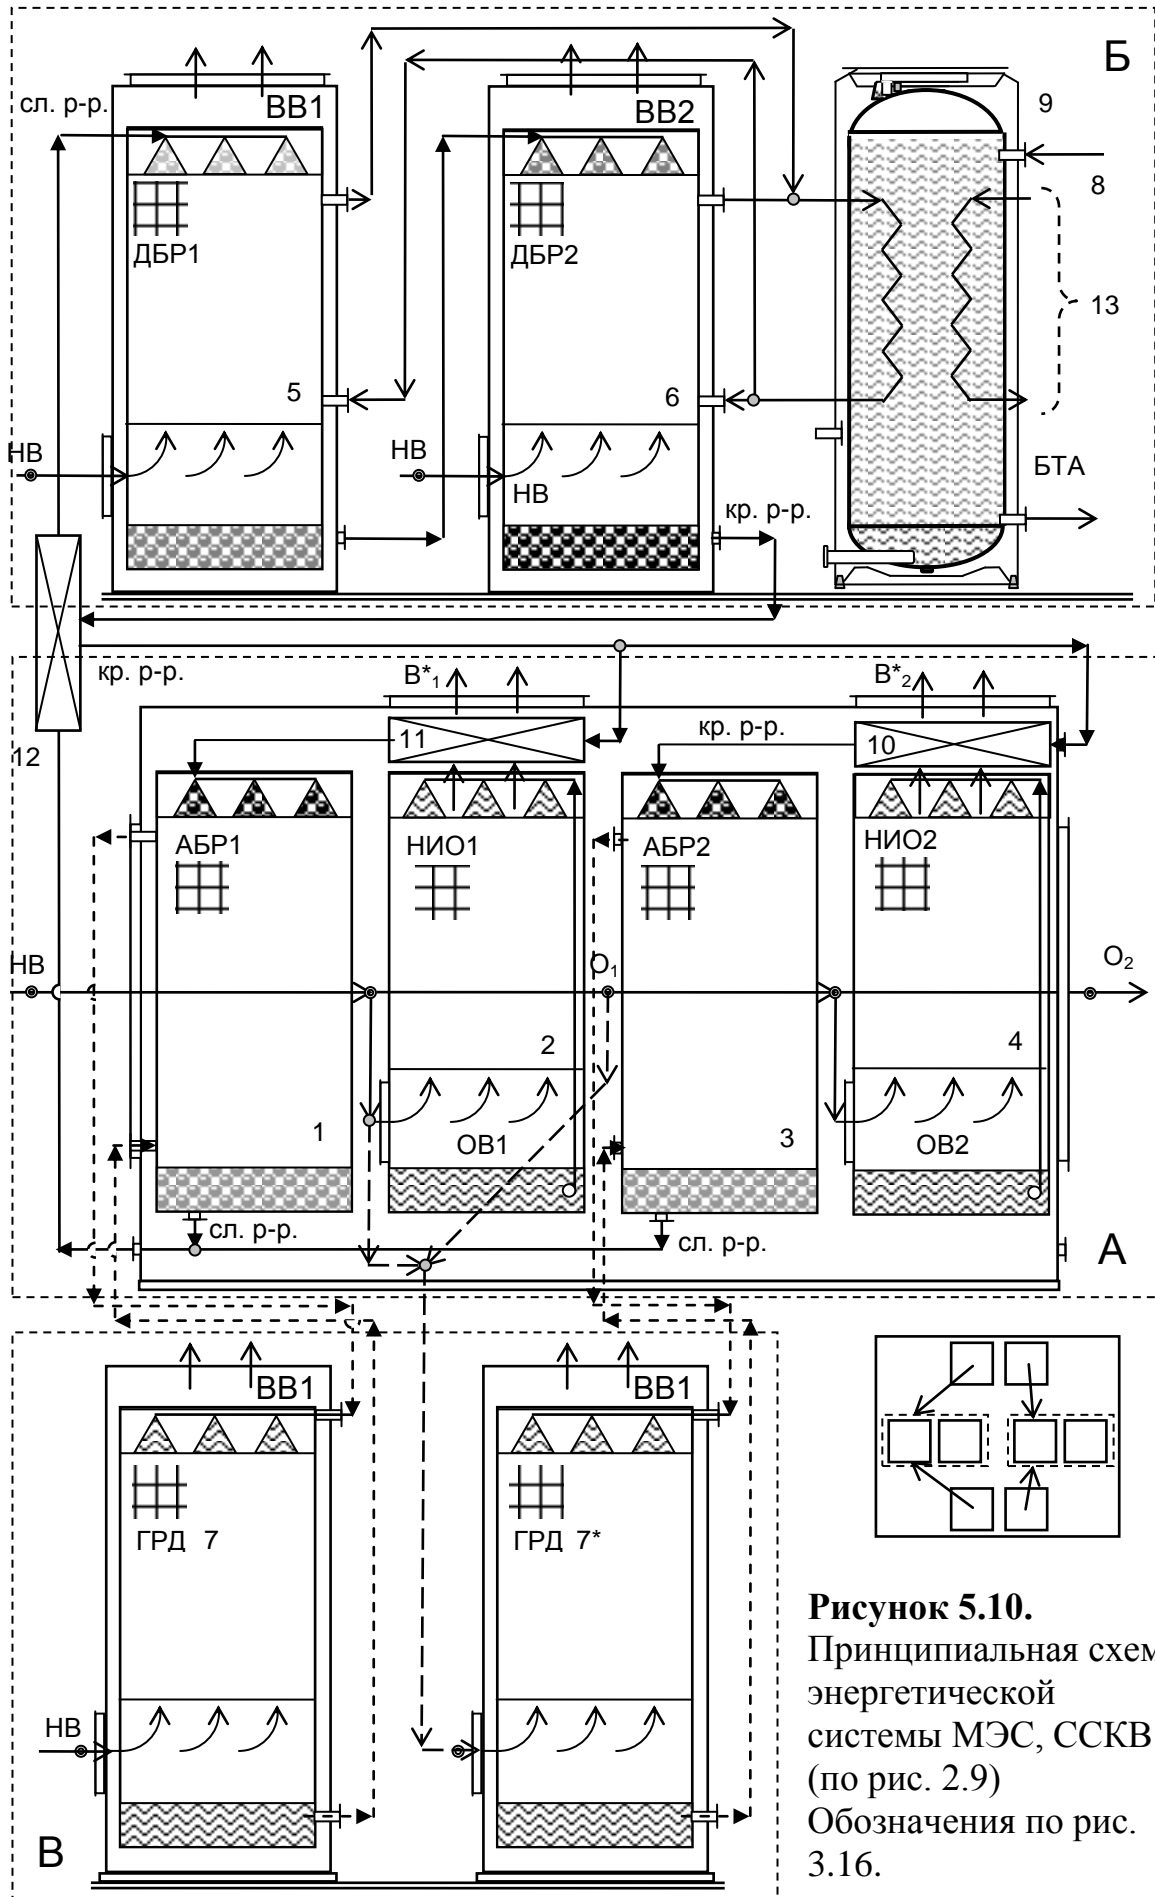 Б
ВВ1
ВВ2
9
сл. р-р.
8
ДБР1
ДБР2
13
5
6
НВ
НВ
НВ
БТА
кр. р-р.
кр. р-р.
В*1
В*2
12
11
кр. р-р.
10
АБР1
НИО1
АБР2
НИО2
НВ
О1
О2
2
4
1
ОВ1
3
ОВ2
сл. р-р.
сл. р-р.
А
ВВ1
ВВ1
ГРД 7
ГРД 7*
НВ
В
Рисунок 5.10.
Принципиальная схем
энергетической
системы МЭС, ССКВ
(по рис. 2.9)
Обозначения по рис.
3.16.